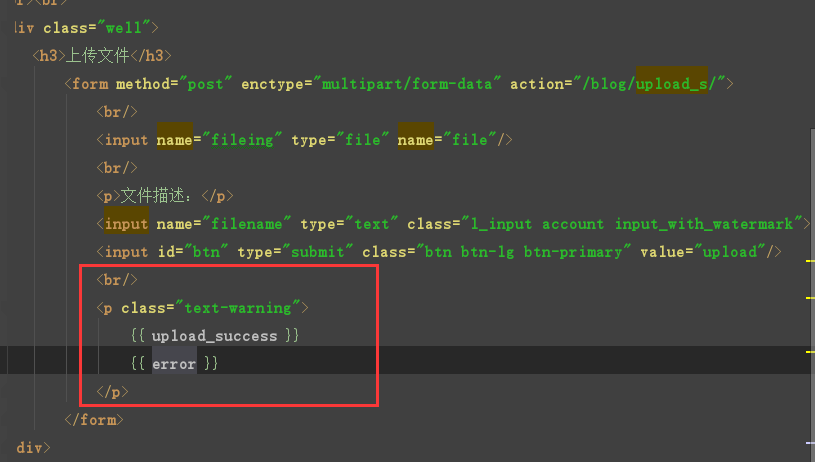 <br>
div class="well">
<h3>上传文件</h3>
<form method="post" enctype="multipart/form-data" action="/blog/upload_s/">
<br/>
<input name="fileing" type="file" name="file"/>
<br/>
<p>文件描述：</p>
<input name="filename" type="text" class="l_input account input_with_watermark">
<input id="btn" type="submit" class="btn btn-lg btn-primary" value="upload"/>
<br/>
<p class="text-warning">
{{ upload_success }}
{{ error }}
</p>
</form>
div>